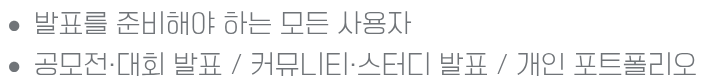 ● 발표를 준비해야 하는 모든 사용자
● 공모전·대회 발표 / 커뮤니티·스터디 발표 / 개인 포트폴리오